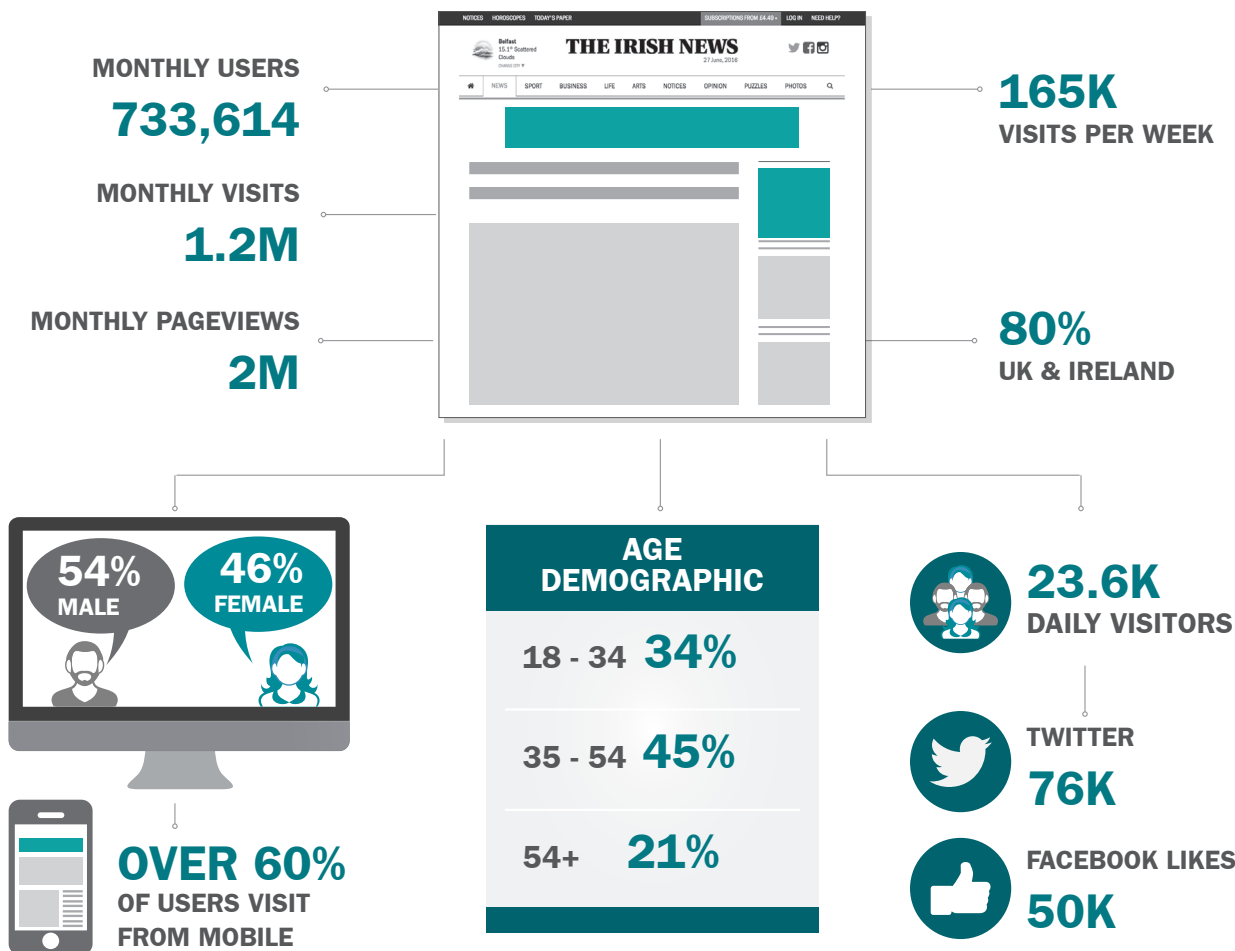 NOTICES HOROSCOPES TODAY'S PAPER SUBSCRIPTIONS FROM £4.49 LOG IN NEED HELP?
Belfast
15.1° Scattered
Clouds
CHANGE CITY ▼
THE IRISH NEWS
27 June, 2016
NEWS SPORT BUSINESS LIFE ARTS NOTICES OPINION PUZZLES PHOTOS
MONTHLY USERS
733,614
MONTHLY VISITS
1.2M
MONTHLY PAGEVIEWS
2M
165K
VISITS PER WEEK
80%
UK & IRELAND
54%
MALE
46%
FEMALE
OVER 60%
OF USERS VISIT
FROM MOBILE
AGE
DEMOGRAPHIC
18 - 34 34%
35 - 54 45%
54+ 21%
23.6K
DAILY VISITORS
TWITTER
76K
FACEBOOK LIKES
50K